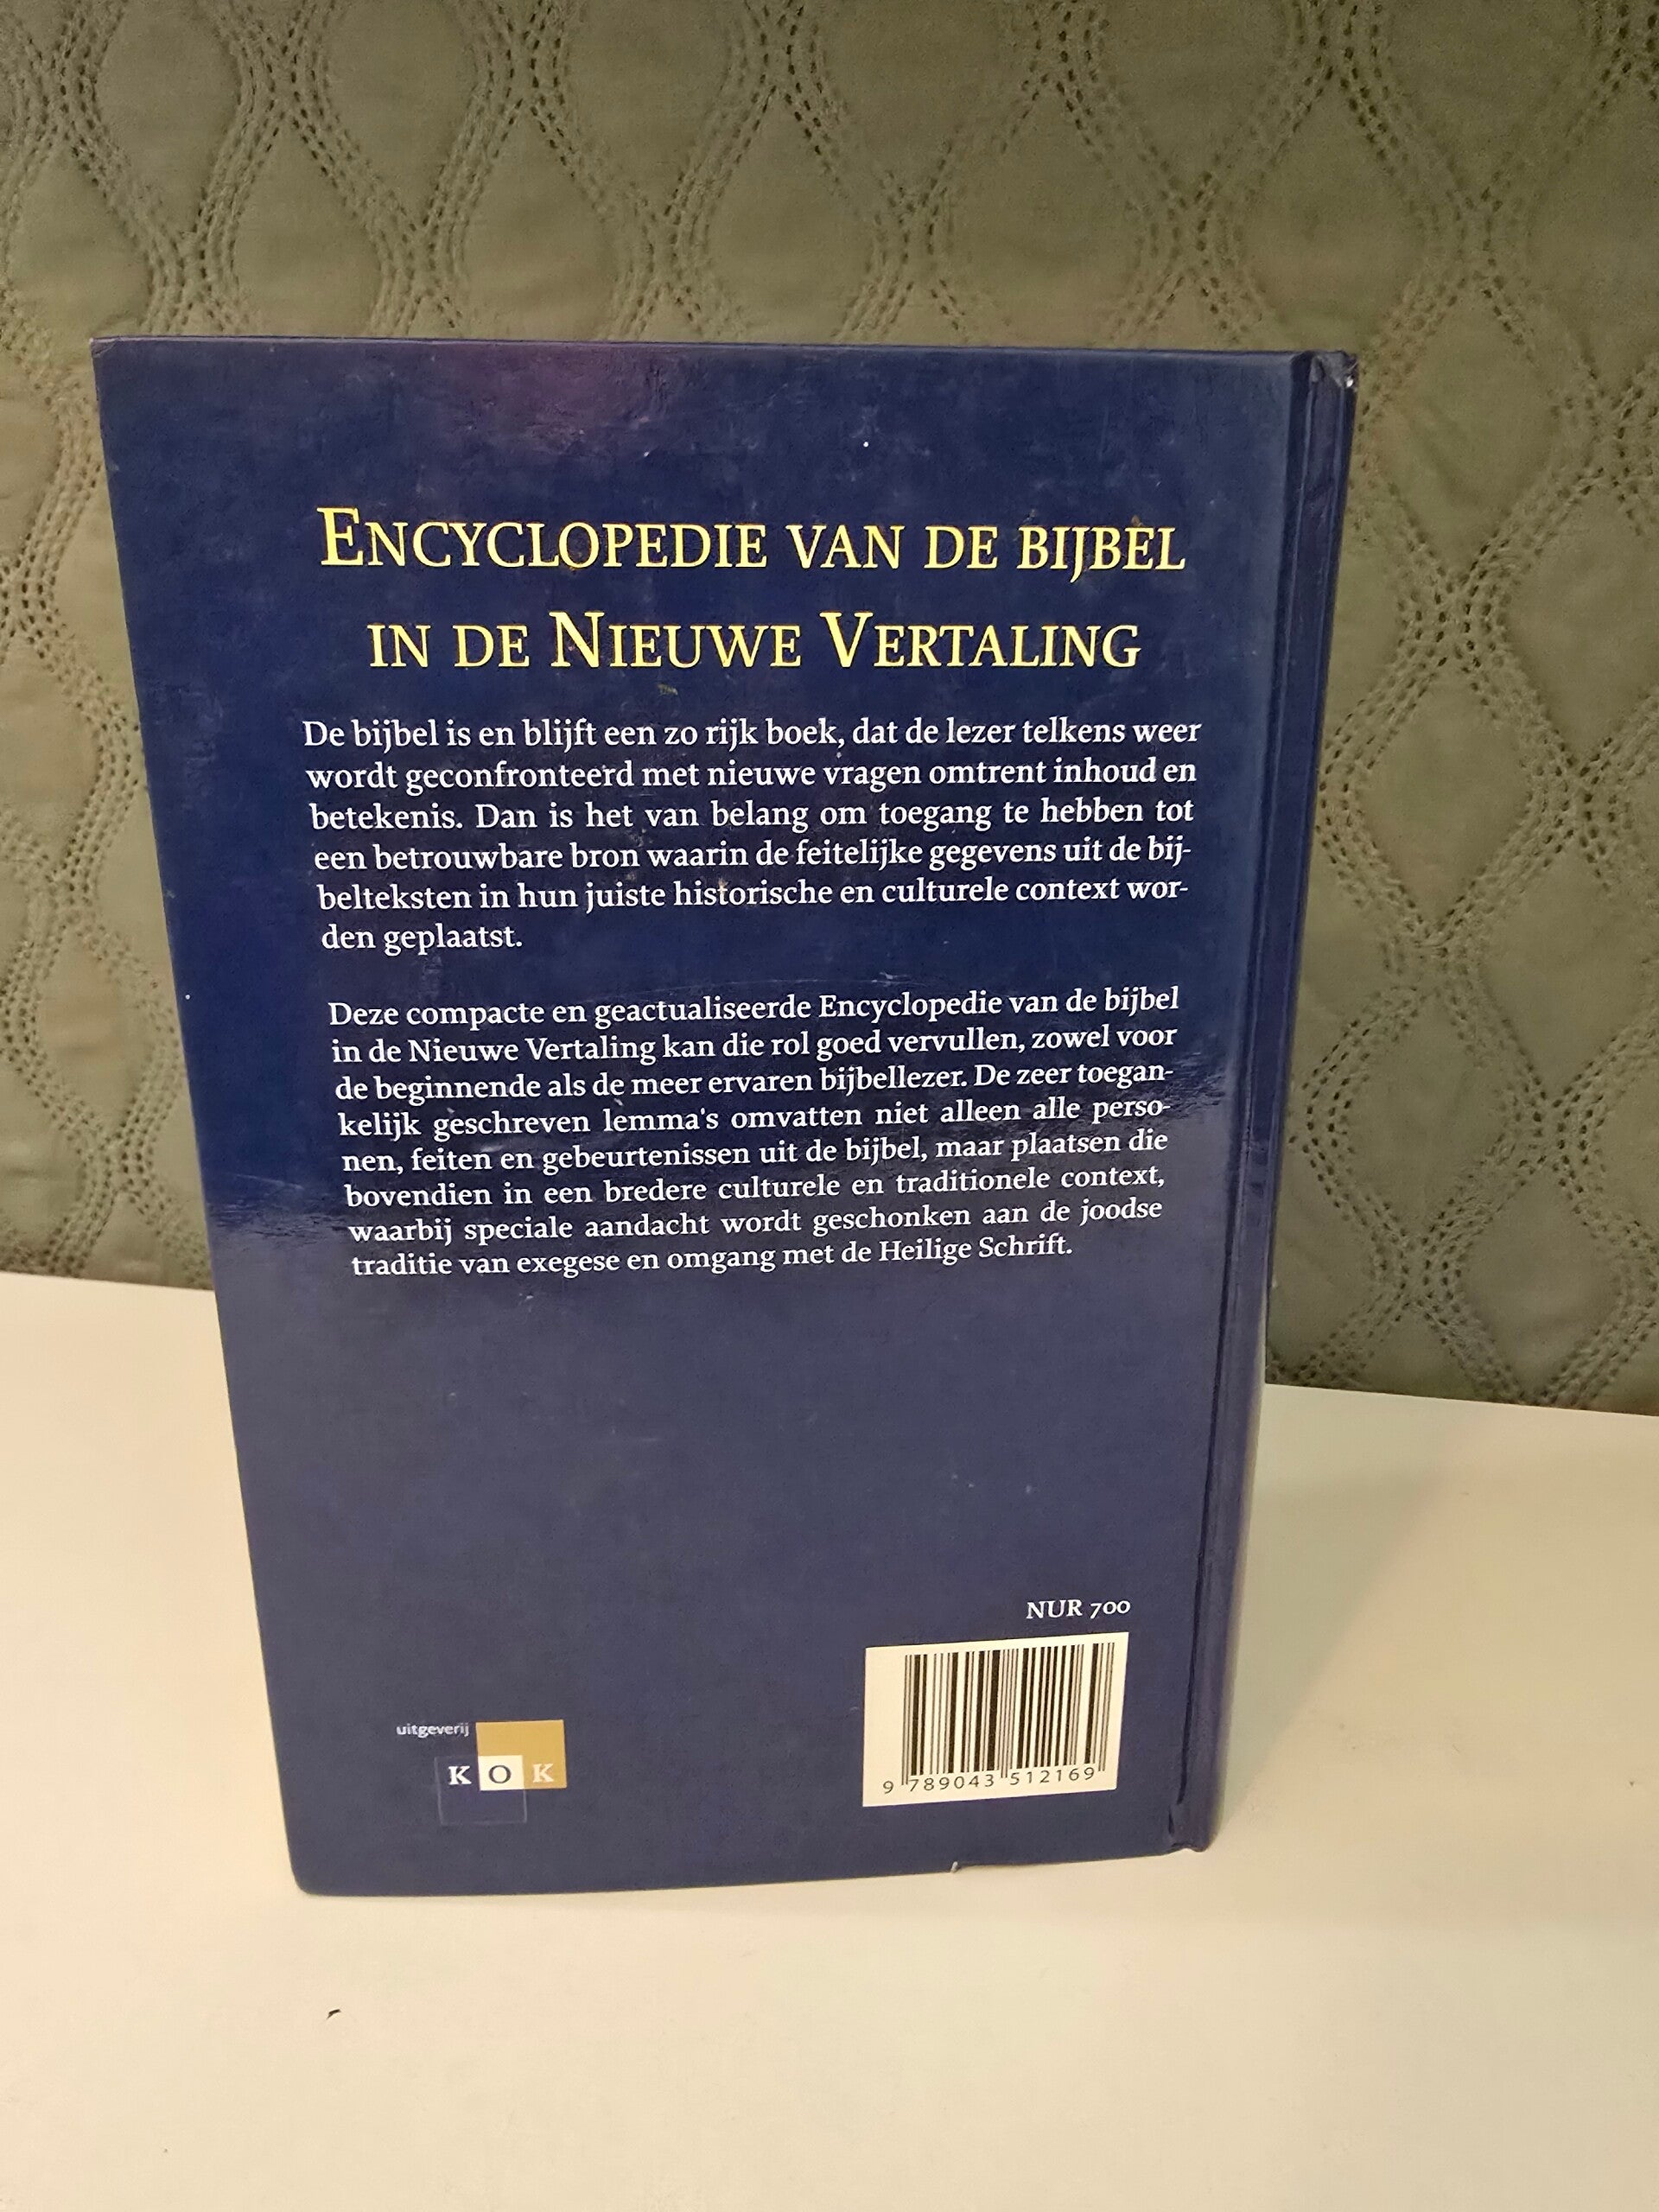 ENCYCLOPEDIE VAN DE BIJBEL
IN DE NIEUWE VERTALING
De bijbel is en blijft een zo rijk boek, dat de lezer telkens weer
wordt geconfronteerd met nieuwe vragen omtrent inhoud en
betekenis. Dan is het van belang om toegang te hebben tot
een betrouwbare bron waarin de feitelijke gegevens uit de bij-
belteksten in hun juiste historische en culturele context wor-
den geplaatst.
Deze compacte en geactualiseerde Encyclopedie van de bijbel
in de Nieuwe Vertaling kan die rol goed vervullen, zowel voor
de beginnende als de meer ervaren bijbellezer. De zeer toegan-
kelijk geschreven lemma's omvatten niet alleen alle perso-
nen, feiten en gebeurtenissen uit de bijbel, maar plaatsen die
bovendien in een bredere culturele en traditionele context,
waarbij speciale aandacht wordt geschonken aan de joodse
traditie van exegese en omgang met de Heilige Schrift.
NUR 700
uitgeverij
KOK
9 789043 512169